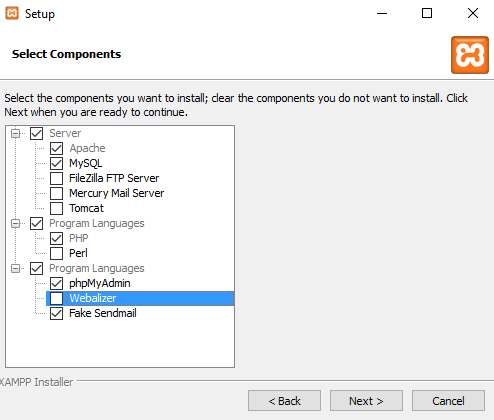 Setup
Select Components
Select the components you want to install; clear the components you do not want to install. Click
Next when you are ready to continue.
Server
Apache
MySQL
FileZilla FTP Server
Mercury Mail Server
Tomcat
Program Languages
PHP
Perl
Program Languages
phpMyAdmin
Webalizer
Fake Sendmail
XAMPP Installer
< Back
Next >
Cancel